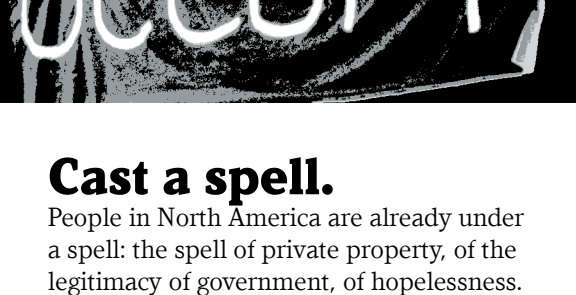 OCCUPY
Cast a spell.
People in North America are already under
a spell: the spell of private property, of the
legitimacy of government, of hopelessness.